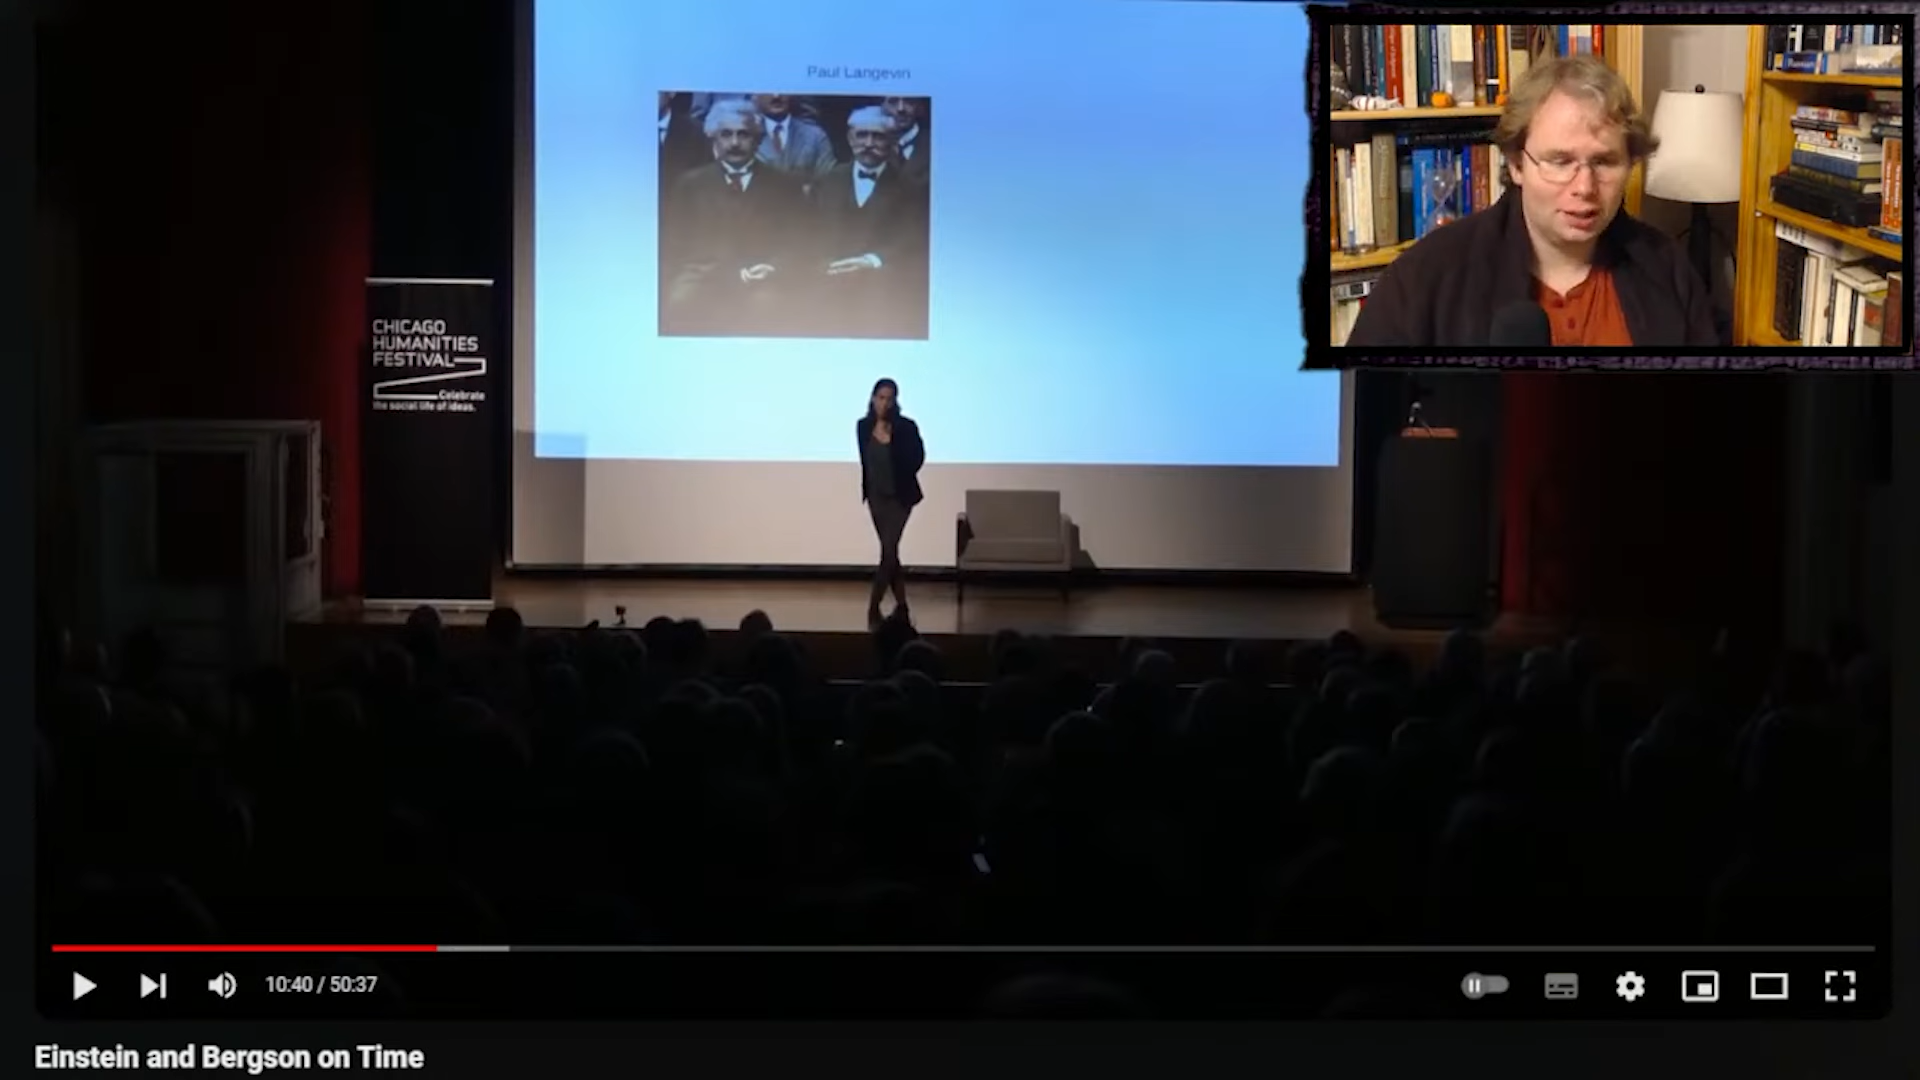 Paul Langevin
CHICAGO
HUMANITIES
FESTIVAL
Celebrate
the social life of ideas.
10:40 / 50:37
Einstein and Bergson on Time